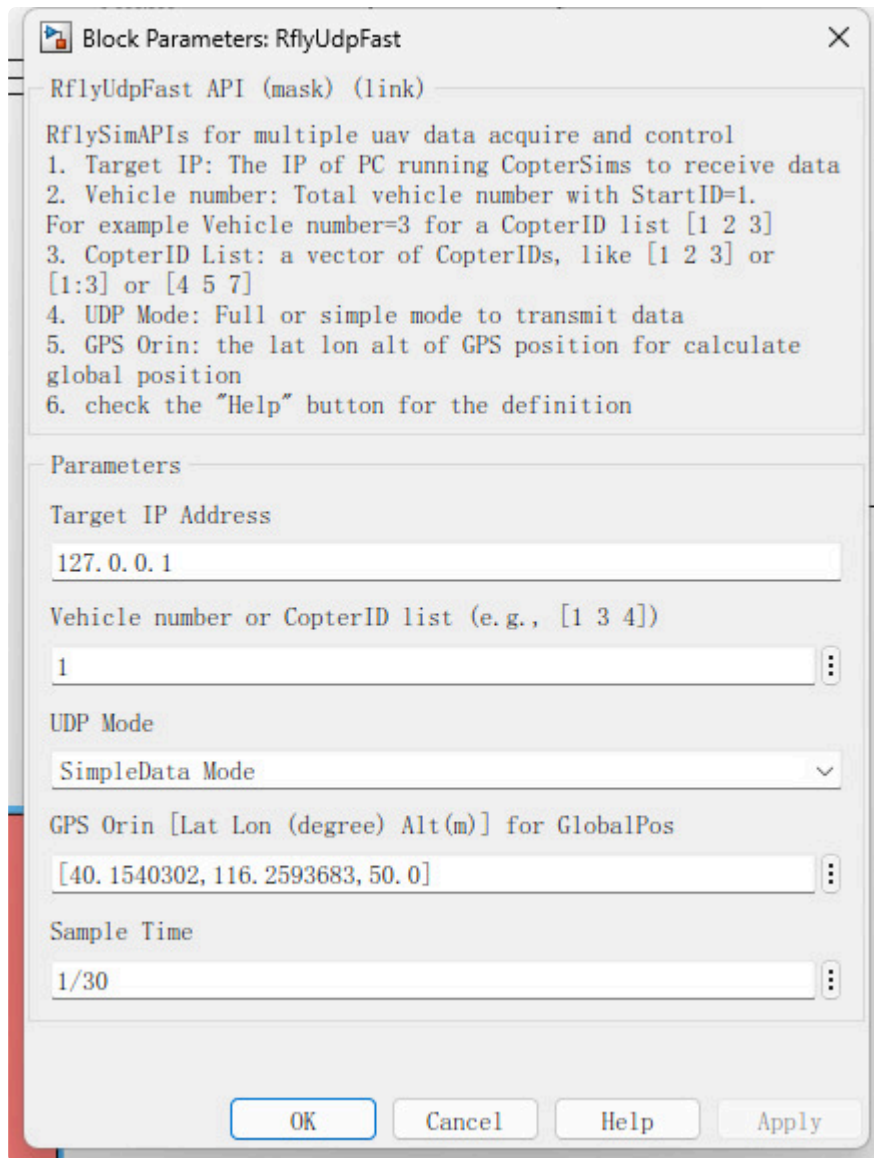 Block Parameters: RflyUdpFast
RflyUdpFast API (mask) (link)
RflySimAPIs for multiple uav data acquire and control
1. Target IP: The IP of PC running CopterSims to receive data
2. Vehicle number: Total vehicle number with StartID=1.
For example Vehicle number=3 for a CopterID list [1 2 3]
3. CopterID List: a vector of CopterIDs, like [1 2 3] or
[1:3] or [4 5 7]
4. UDP Mode: Full or simple mode to transmit data
5. GPS Orin: the lat lon alt of GPS position for calculate
global position
6. check the "Help" button for the definition
Parameters
Target IP Address
127.0.0.1
Vehicle number or CopterID list (e.g., [1 3 4])
1
UDP Mode
SimpleData Mode
GPS Orin [Lat Lon (degree) Alt(m)] for GlobalPos
[40.1540302,116.2593683,50.0]
Sample Time
1/30
OK Cancel Help Apply